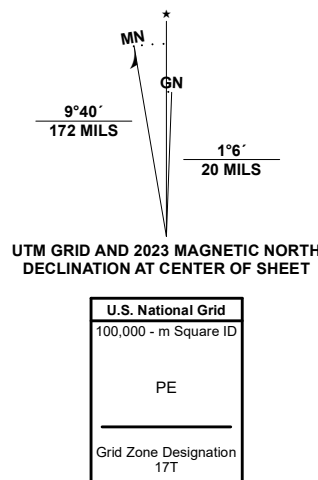 ★
MN
GN
9°40´
172 MILS
1°6´
20 MILS
UTM GRID AND 2023 MAGNETIC NORTH
DECLINATION AT CENTER OF SHEET
U.S. National Grid
100,000 - m Square ID
PE
Grid Zone Designation
17T